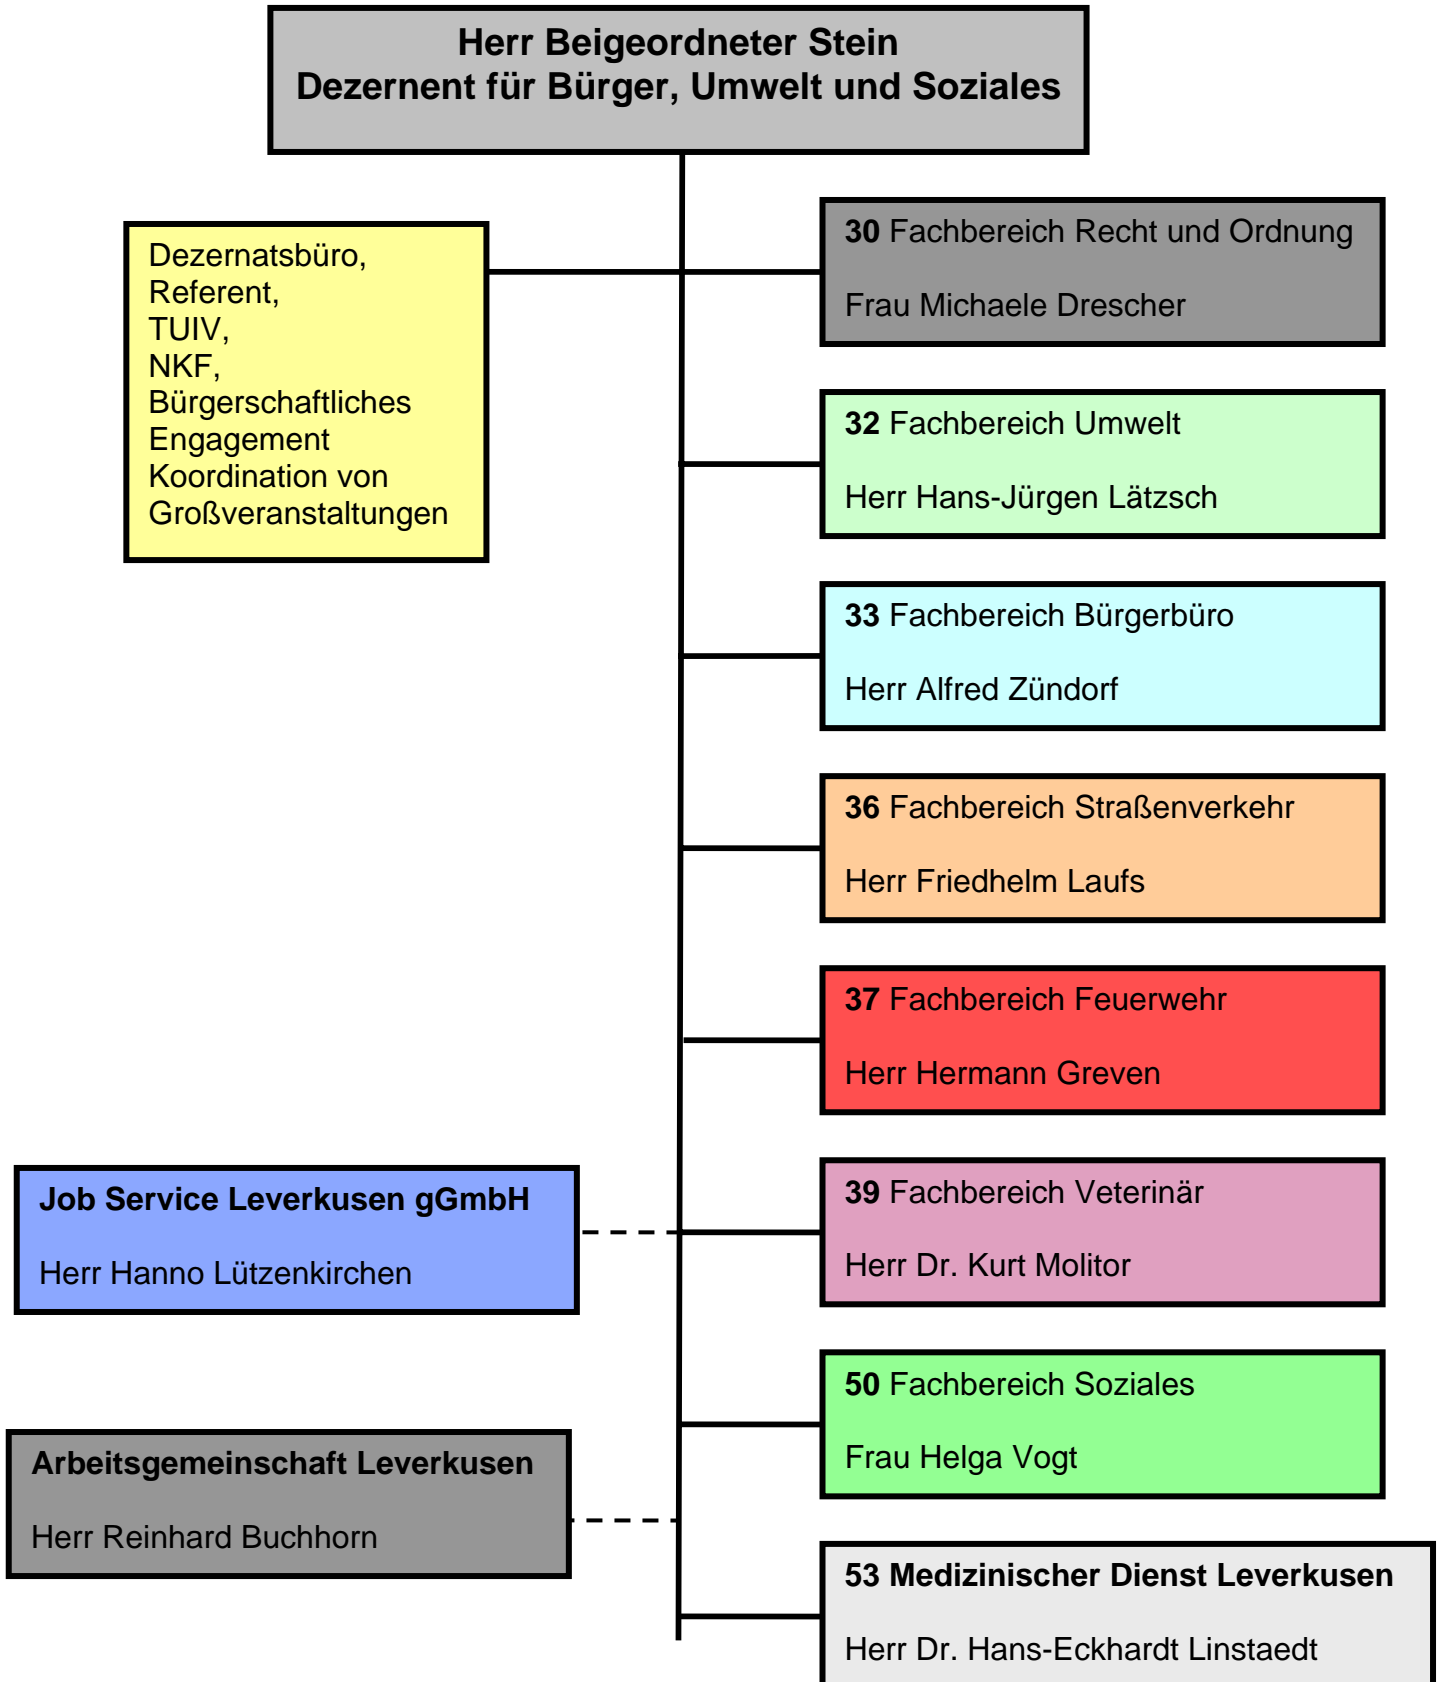 Herr Beigeordneter Stein
Dezernent für Bürger, Umwelt und Soziales
Dezernatsbüro,
Referent,
TUIV,
NKF,
Bürgerschaftliches
Engagement
Koordination von
Großveranstaltungen
30 Fachbereich Recht und Ordnung
Frau Michaele Drescher
32 Fachbereich Umwelt
Herr Hans-Jürgen Lätzsch
33 Fachbereich Bürgerbüro
Herr Alfred Zündorf
36 Fachbereich Straßenverkehr
Herr Friedhelm Laufs
37 Fachbereich Feuerwehr
Herr Hermann Greven
Job Service Leverkusen gGmbH
Herr Hanno Lützenkirchen
39 Fachbereich Veterinär
Herr Dr. Kurt Molitor
50 Fachbereich Soziales
Frau Helga Vogt
Arbeitsgemeinschaft Leverkusen
Herr Reinhard Buchhorn
53 Medizinischer Dienst Leverkusen
Herr Dr. Hans-Eckhardt Linstaedt